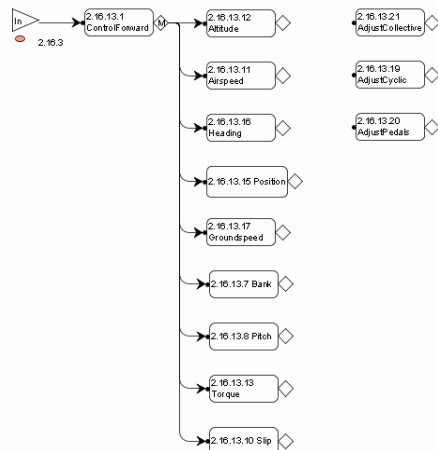 In
2.16.3
2.16.13.1
ControlForward
M
2.16.13.12
Altitude
2.16.13.11
Airspeed
2.16.13.16
Heading
2.16.13.15 Position
2.16.13.17
Groundspeed
2.16.13.7 Bank
2.16.13.8 Pitch
2.16.13.13
Torque
2.16.13.10 Slip
2.16.13.21
AdjustCollective
2.16.13.19
AdjustCyclic
2.16.13.20
AdjustPedals